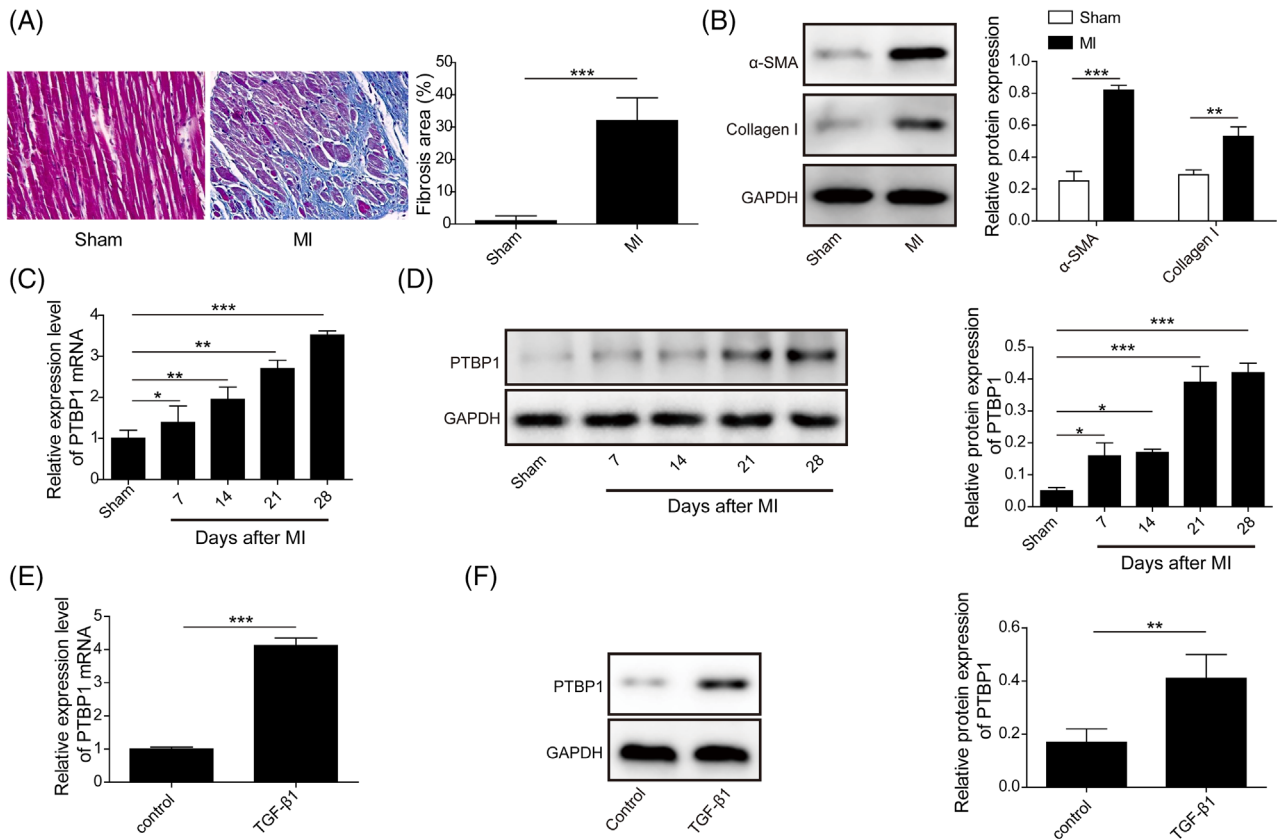 (A)
Sham
MI
Fibrosis area (%)
50
40
30
20
10
0
***
Sham
MI
(B)
α-SMA
Collagen I
GAPDH
Sham
MI
Sham
MI
Relative protein expression
1.0
0.8
0.6
0.4
0.2
0.0
***
**
α-SMA
Collagen I
(C)
Relative expression level
of PTBP1 mRNA
4
3
2
1
0
***
**
**
*
Sham
7
14
21
28
Days after MI
(D)
PTBP1
GAPDH
Sham
7
14
21
28
Days after MI
Relative protein expression
of PTBP1
0.5
0.4
0.3
0.2
0.1
0.0
***
***
*
*
Sham
7
14
21
28
Days after MI
(E)
Relative expression level
of PTBP1 mRNA
5
4
3
2
1
0
***
control
TGF-β1
(F)
PTBP1
GAPDH
Control
TGF-β1
Relative protein expression
of PTBP1
0.6
0.4
0.2
0.0
**
control
TGF-β1